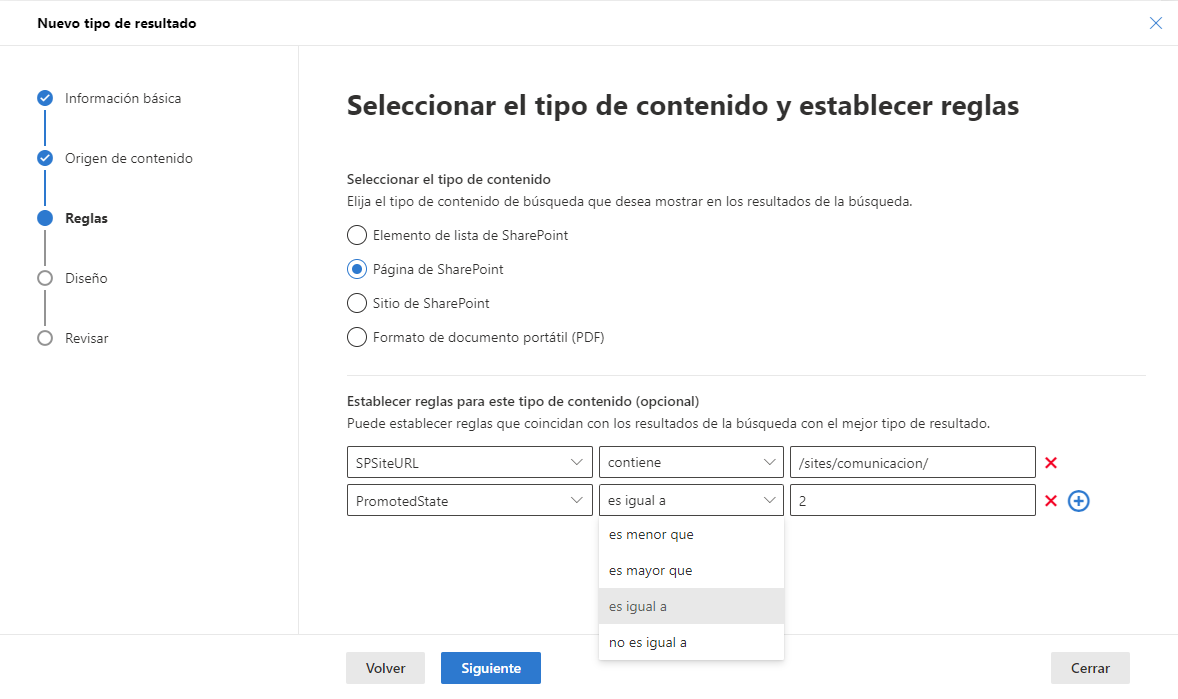 Nuevo tipo de resultado
Información básica
Origen de contenido
Reglas
Diseño
Revisar
Seleccionar el tipo de contenido y establecer reglas
Seleccionar el tipo de contenido
Elija el tipo de contenido de búsqueda que desea mostrar en los resultados de la búsqueda.
Elemento de lista de SharePoint
Página de SharePoint
Sitio de SharePoint
Formato de documento portátil (PDF)
Establecer reglas para este tipo de contenido (opcional)
Puede establecer reglas que coincidan con los resultados de la búsqueda con el mejor tipo de resultado.
SPSiteURL contiene /sites/comunicacion/
PromotedState es igual a 2
es menor que
es mayor que
es igual a
no es igual a
Volver Siguiente Cerrar